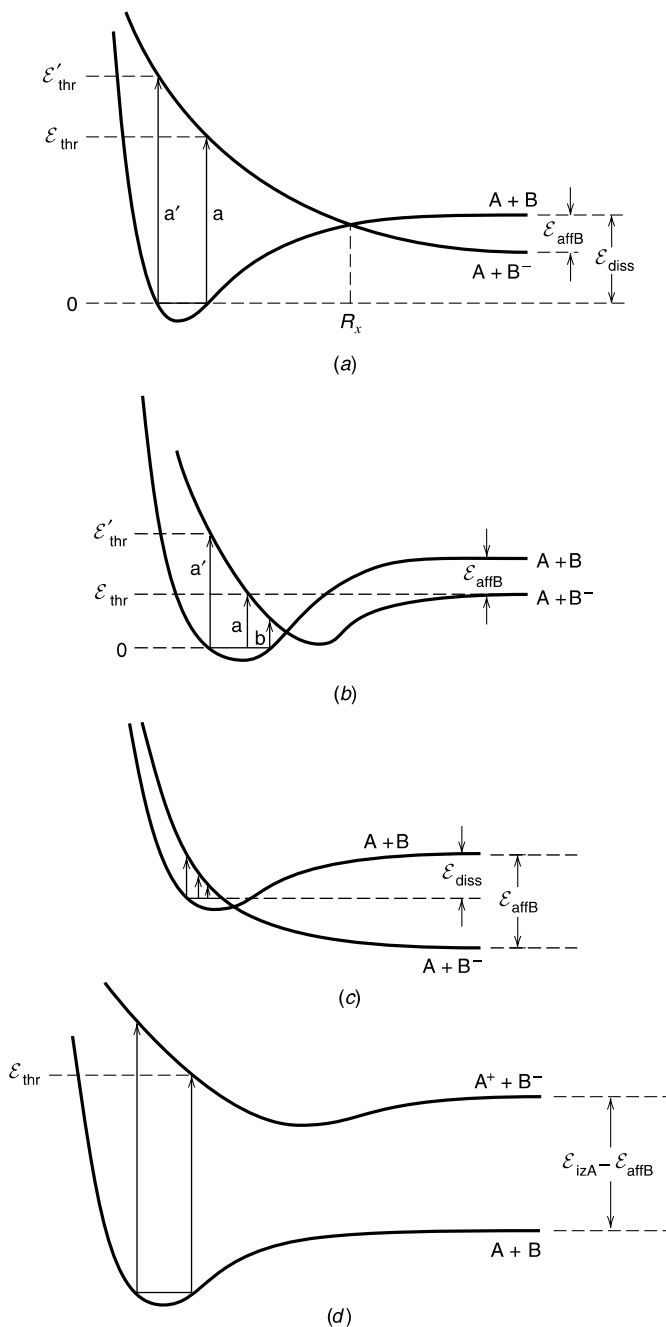 ℰ′thr
ℰthr
a′
a
A + B
ℰaffB
ℰdiss
A + B−
0
Rx
(a)
ℰ′thr
a′
A + B
ℰaffB
ℰthr
A + B−
a
b
0
(b)
A + B
ℰdiss
ℰaffB
A + B−
(c)
ℰthr
A+ + B−
ℰizA − ℰaffB
A + B
(d)